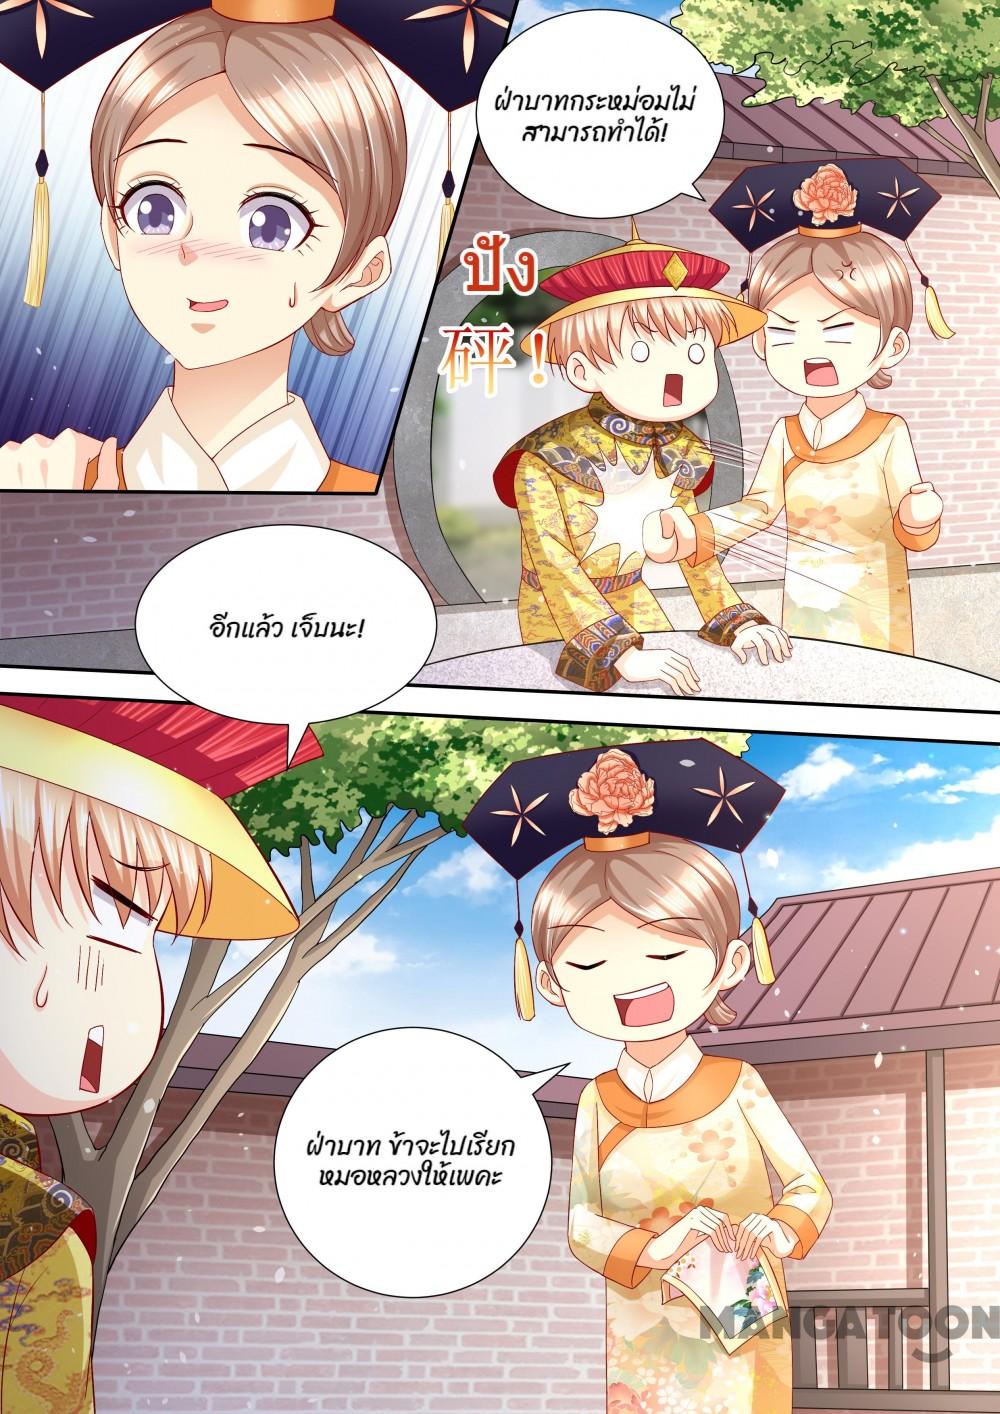 ฝ่าบาทกระหม่อมไม่
สามารถทำได้!
ปัง
砰！
อีกแล้ว เจ็บนะ!
ฝ่าบาท ข้าจะไปเรียก
หมอหลวงให้เพคะ
MANGATOON